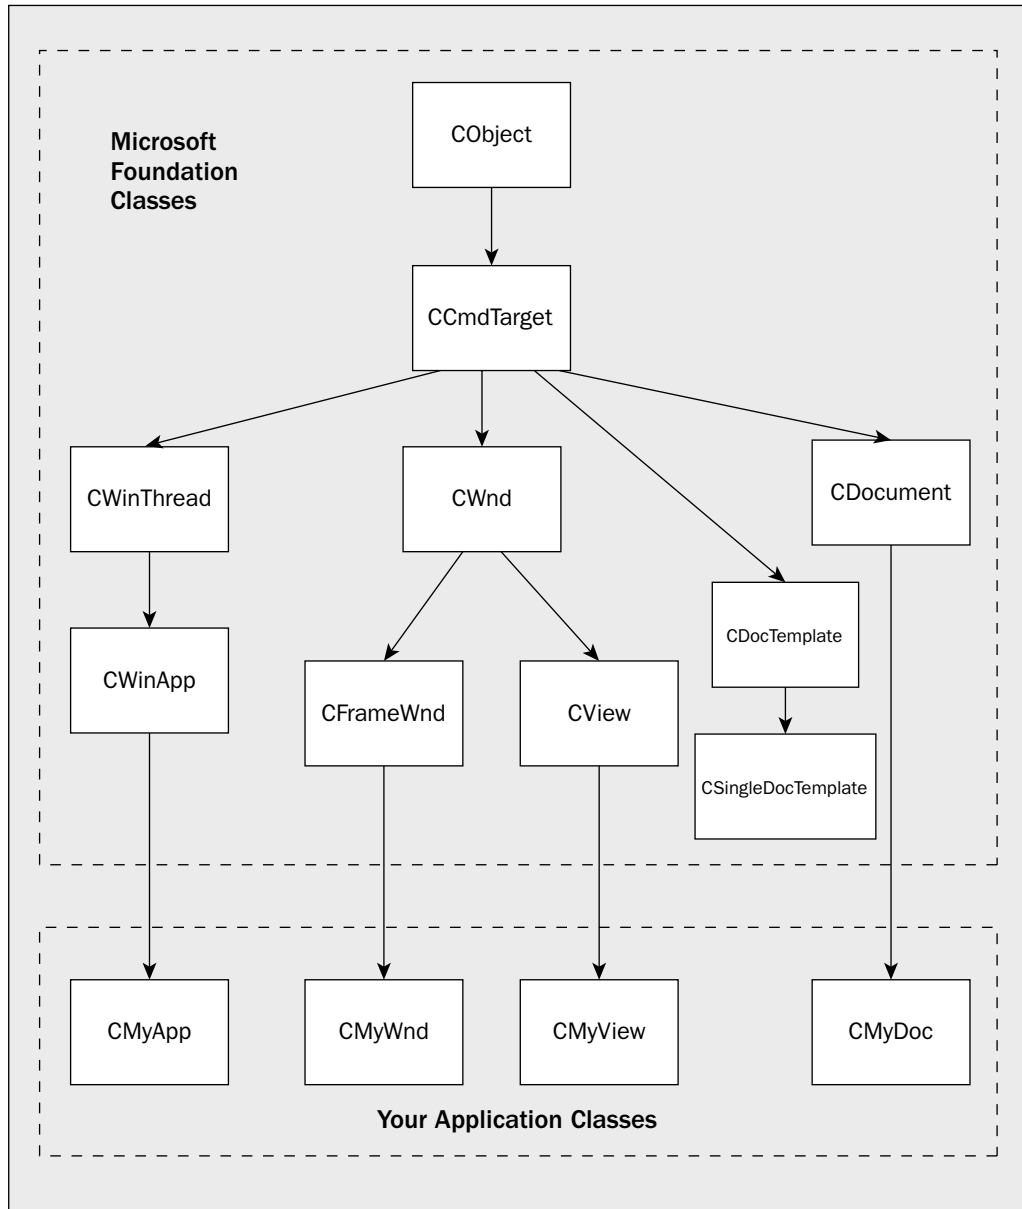 CObject
Microsoft
Foundation
Classes
CCmdTarget
CWinThread
CWnd
CDocument
CDocTemplate
CWinApp
CFrameWnd
CView
CSingleDocTemplate
CMyApp
CMyWnd
CMyView
CMyDoc
Your Application Classes